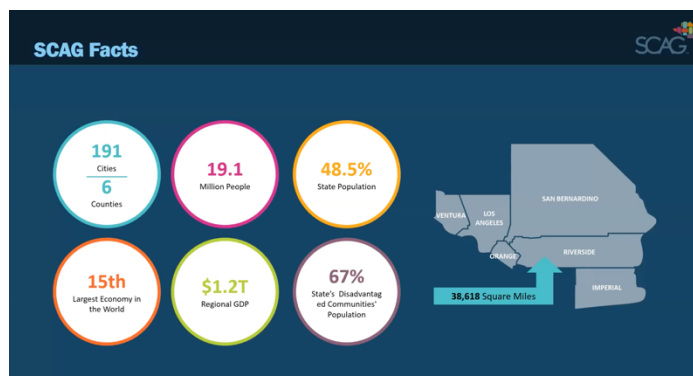 SCAG Facts
SCAG
191
Cities
6
Counties
19.1
Million People
48.5%
State Population
15th
Largest Economy in
the World
$1.2T
Regional GDP
67%
State's Disadvantag
ed Communities'
Population
SAN BERNARDINO
VENTURA
LOS
ANGELES
ORANGE
RIVERSIDE
IMPERIAL
38,618 Square Miles